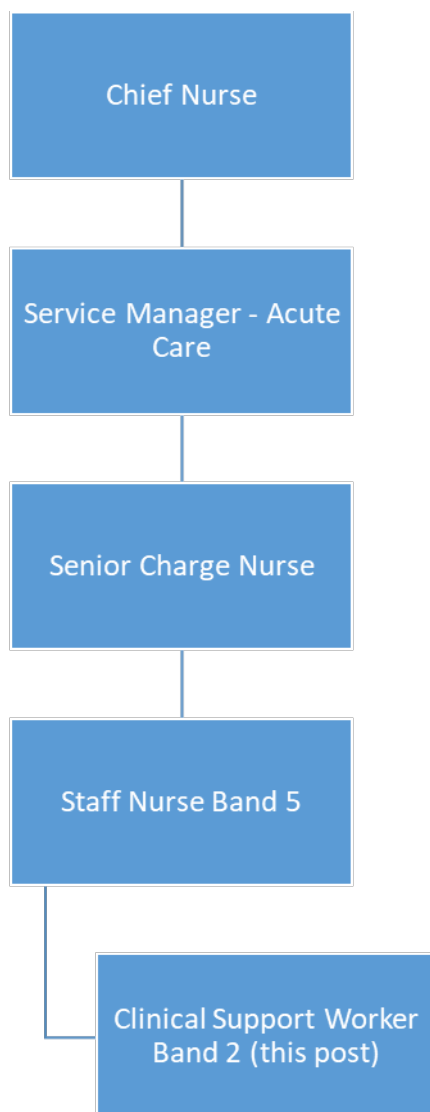 Chief Nurse
Service Manager - Acute
Care
Senior Charge Nurse
Staff Nurse Band 5
Clinical Support Worker
Band 2 (this post)